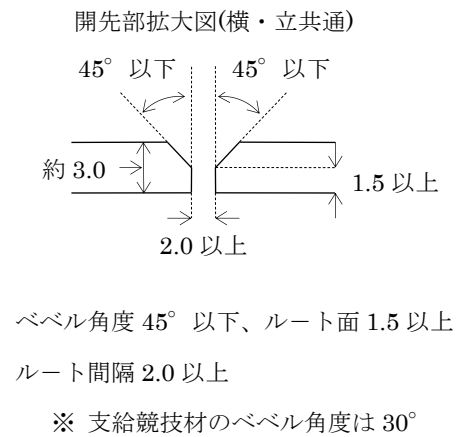 開先部拡大図(横・立共通)
45° 以下 45° 以下
約 3.0
1.5 以上
2.0 以上
ベベル角度 45° 以下、ルート面 1.5 以上
ルート間隔 2.0 以上
※ 支給競技材のベベル角度は 30°